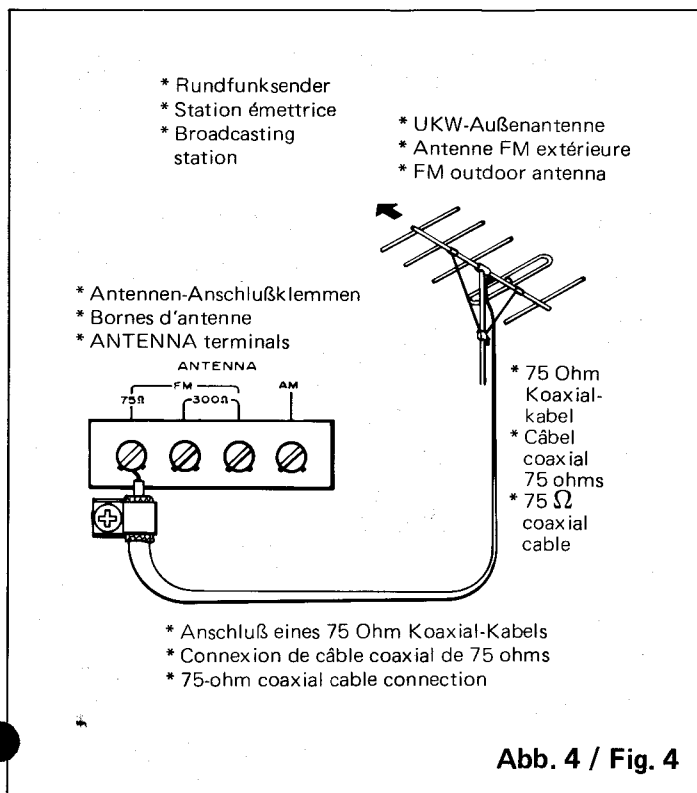 * Rundfunksender
* Station émettrice
* Broadcasting
station
* UKW-Außenantenne
* Antenne FM extérieure
* FM outdoor antenna
* Antennen-Anschlußklemmen
* Bornes d'antenne
* ANTENNA terminals
ANTENNA
FM
AM
75Ω
300Ω
* 75 Ohm
Koaxial-
kabel
* Câbel
coaxial
75 ohms
* 75 Ω
coaxial
cable
* Anschluß eines 75 Ohm Koaxial-Kabels
* Connexion de câble coaxial de 75 ohms
* 75-ohm coaxial cable connection
Abb. 4 / Fig. 4